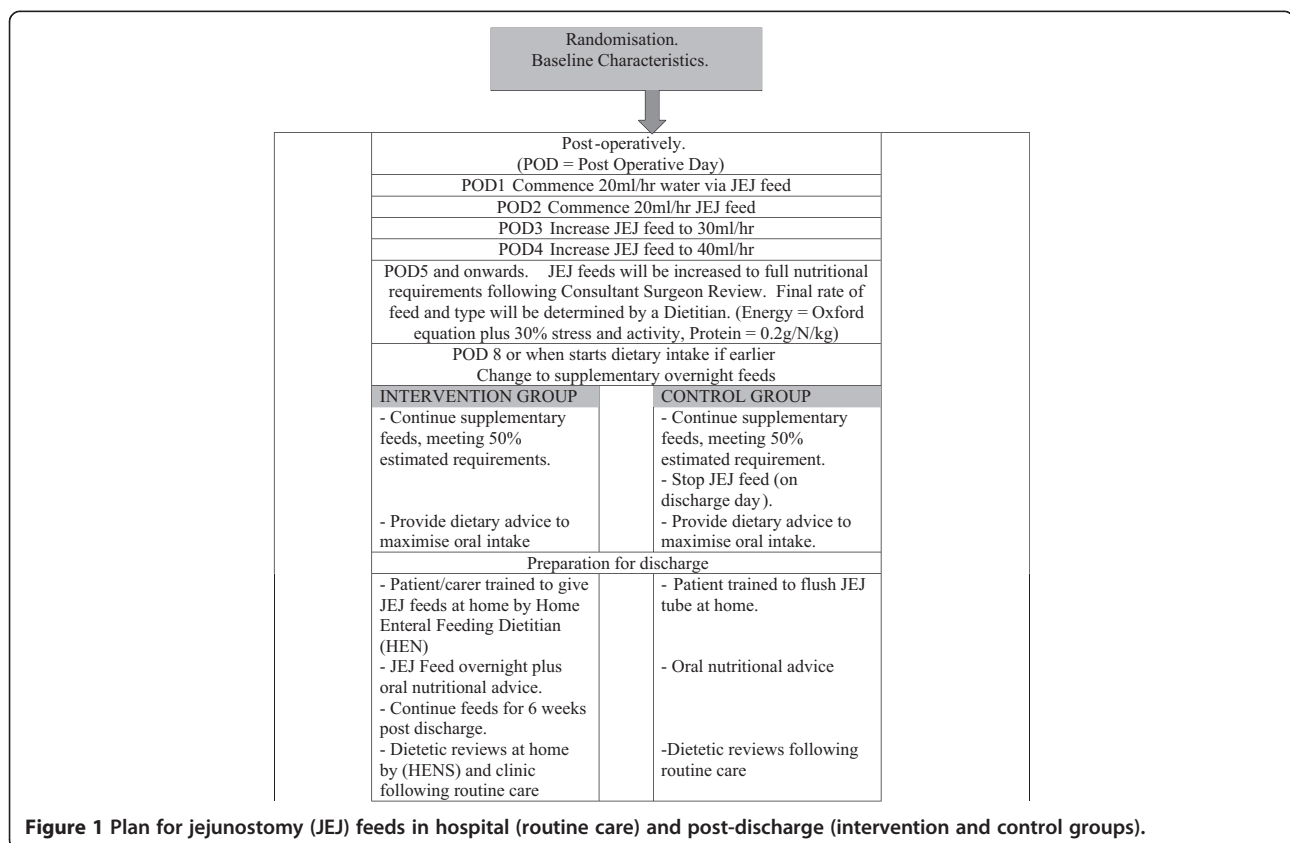 Randomisation.
Baseline Characteristics.
Post-operatively.
(POD = Post Operative Day)
POD1 Commence 20ml/hr water via JEJ feed
POD2 Commence 20ml/hr JEJ feed
POD3 Increase JEJ feed to 30ml/hr
POD4 Increase JEJ feed to 40ml/hr
POD5 and onwards. JEJ feeds will be increased to full nutritional
requirements following Consultant Surgeon Review. Final rate of
feed and type will be determined by a Dietitian. (Energy = Oxford
equation plus 30% stress and activity, Protein = 0.2g/N/kg)
POD 8 or when starts dietary intake if earlier
Change to supplementary overnight feeds
INTERVENTION GROUP
- Continue supplementary
feeds, meeting 50%
estimated requirements.
- Provide dietary advice to
maximise oral intake
CONTROL GROUP
- Continue supplementary
feeds, meeting 50%
estimated requirement.
- Stop JEJ feed (on
discharge day).
- Provide dietary advice to
maximise oral intake.
Preparation for discharge
- Patient/carer trained to give
JEJ feeds at home by Home
Enteral Feeding Dietitian
(HEN)
- JEJ Feed overnight plus
oral nutritional advice.
- Continue feeds for 6 weeks
post discharge.
- Dietetic reviews at home
by (HENS) and clinic
following routine care
- Patient trained to flush JEJ
tube at home.
- Oral nutritional advice
-Dietetic reviews following
routine care
Figure 1 Plan for jejunostomy (JEJ) feeds in hospital (routine care) and post-discharge (intervention and control groups).